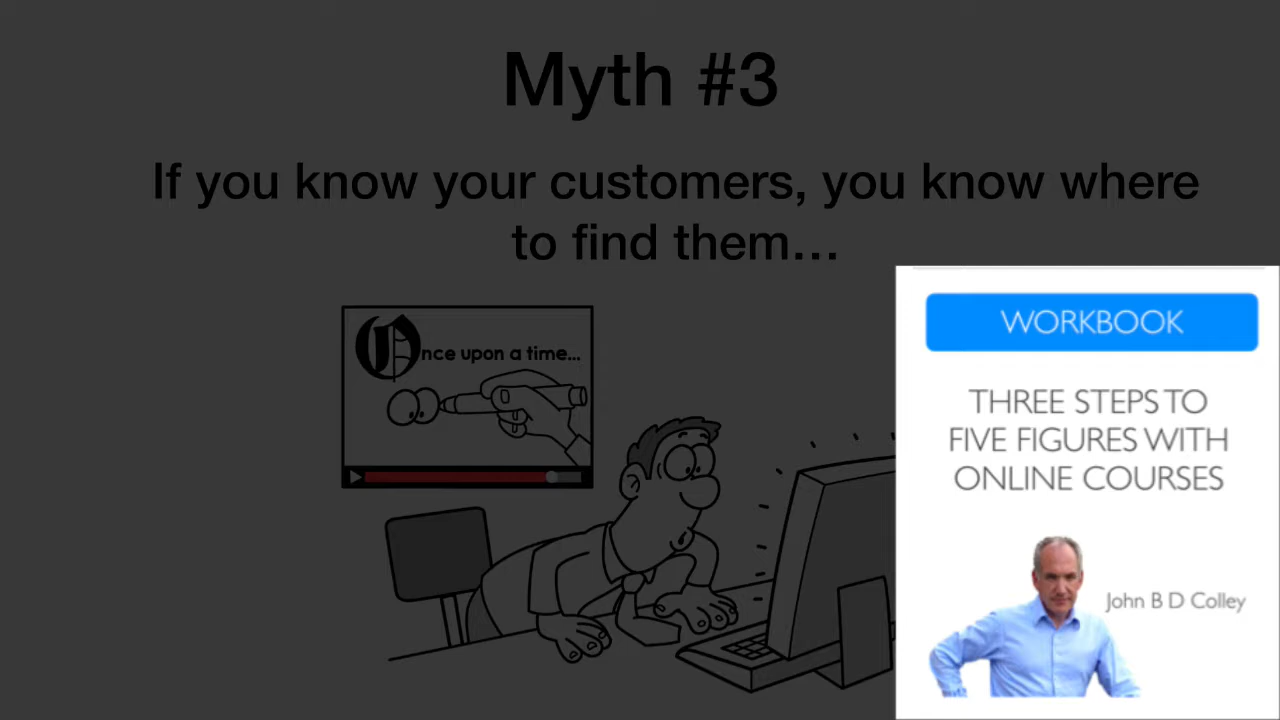 Myth #3
If you know your customers, you know where
to find them...
Once upon a time...
WORKBOOK
THREE STEPS TO
FIVE FIGURES WITH
ONLINE COURSES
John B D Colley